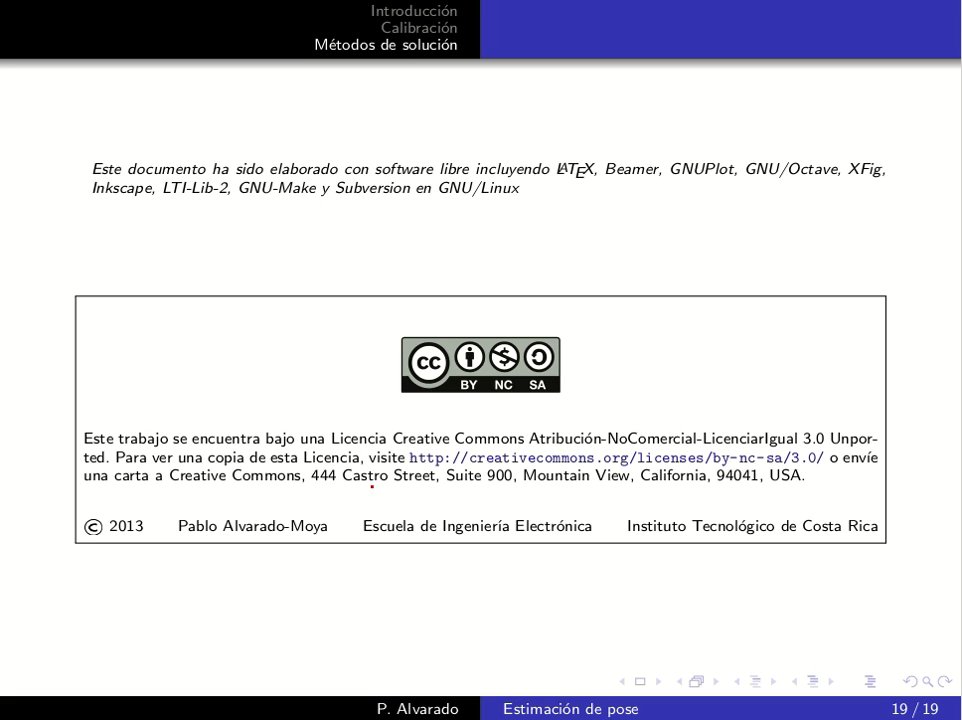 Introducción
Calibración
Métodos de solución
Este documento ha sido elaborado con software libre incluyendo LATEX, Beamer, GNUPlot, GNU/Octave, XFig,
Inkscape, LTI-Lib-2, GNU-Make y Subversion en GNU/Linux
cc
BY NC SA
Este trabajo se encuentra bajo una Licencia Creative Commons Atribución-NoComercial-LicenciarIgual 3.0 Unpor-
ted. Para ver una copia de esta Licencia, visite http://creativecommons.org/licenses/by-nc-sa/3.0/ o envíe
una carta a Creative Commons, 444 Castro Street, Suite 900, Mountain View, California, 94041, USA.
© 2013 Pablo Alvarado-Moya Escuela de Ingeniería Electrónica Instituto Tecnológico de Costa Rica
P. Alvarado Estimación de pose 19 / 19